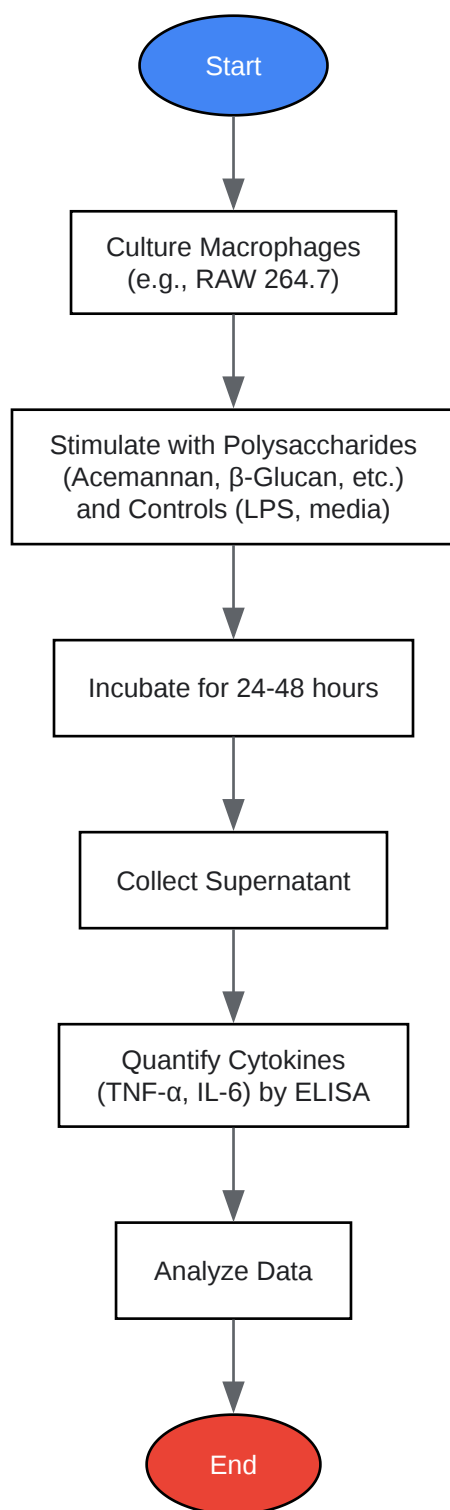 Start
Culture Macrophages
(e.g., RAW 264.7)
Stimulate with Polysaccharides
(Acemannan, β-Glucan, etc.)
and Controls (LPS, media)
Incubate for 24-48 hours
Collect Supernatant
Quantify Cytokines
(TNF-α, IL-6) by ELISA
Analyze Data
End